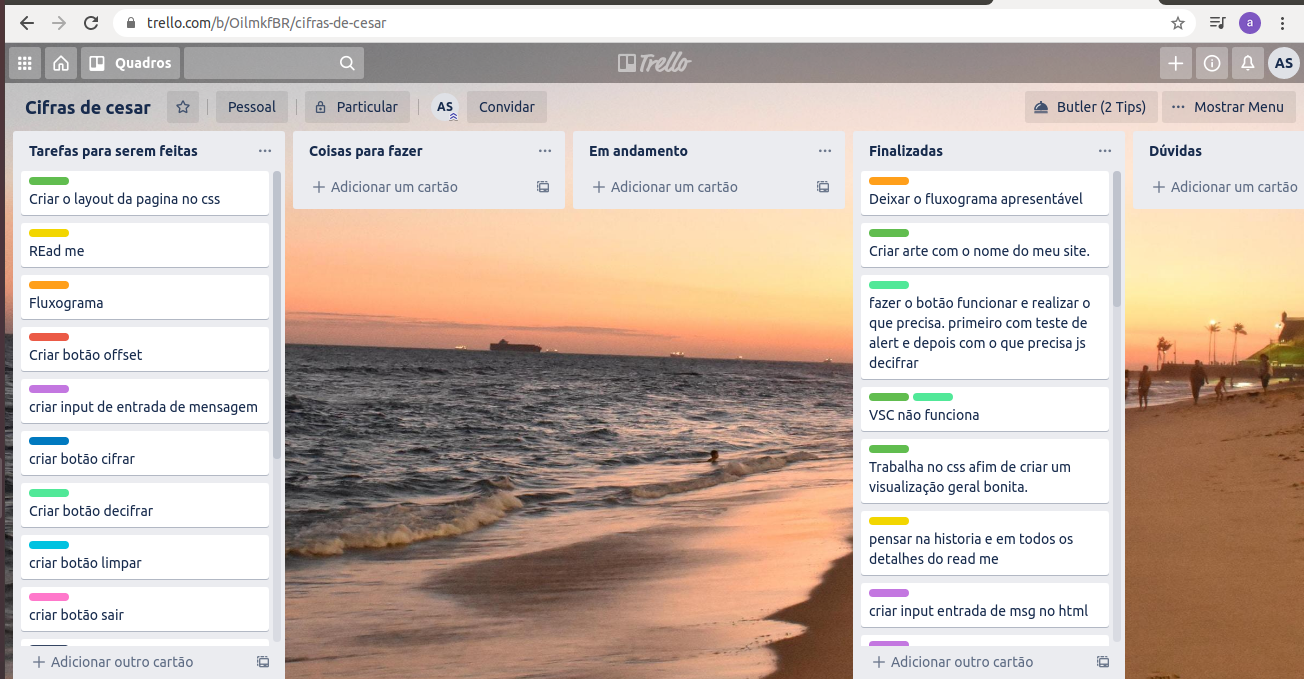 trello.com/b/OilmkfBR/cifras-de-cesar
a
Quadros
Trello
AS
Cifras de cesar
Pessoal
Particular
AS
Convidar
Butler (2 Tips)
Mostrar Menu
Tarefas para serem feitas
Criar o layout da pagina no css
REad me
Fluxograma
Criar botão offset
criar input de entrada de mensagem
criar botão cifrar
Criar botão decifrar
criar botão limpar
criar botão sair
Adicionar outro cartão
Coisas para fazer
Adicionar um cartão
Em andamento
Adicionar um cartão
Finalizadas
Deixar o fluxograma apresentável
Criar arte com o nome do meu site.
fazer o botão funcionar e realizar o
que precisa. primeiro com teste de
alert e depois com o que precisa js
decifrar
VSC não funciona
Trabalha no css afim de criar um
visualização geral bonita.
pensar na historia e em todos os
detalhes do read me
criar input entrada de msg no html
Adicionar outro cartão
Dúvidas
Adicionar um cartão